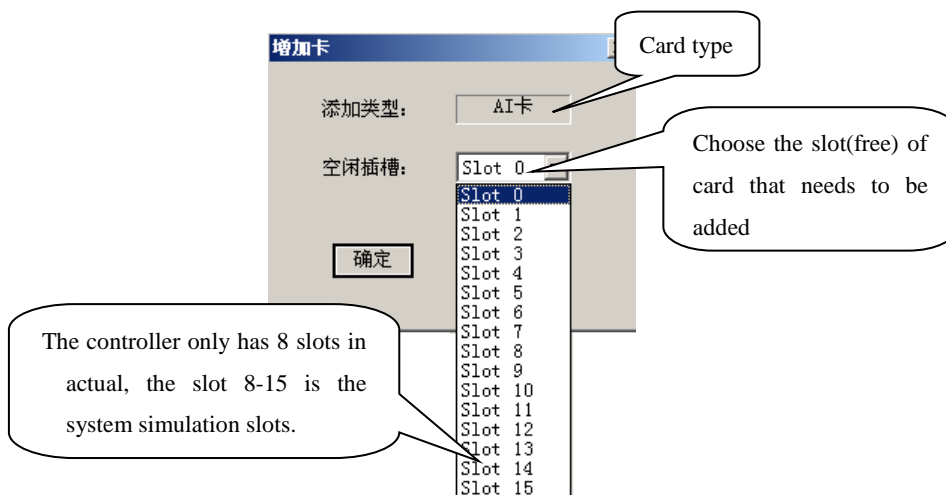 增加卡
Card type
添加类型:
AI卡
空闲插槽:
Slot 0
Choose the slot(free) of
card that needs to be
added
Slot 0
Slot 1
Slot 2
Slot 3
Slot 4
Slot 5
Slot 6
Slot 7
Slot 8
Slot 9
Slot 10
Slot 11
Slot 12
Slot 13
Slot 14
Slot 15
确定
The controller only has 8 slots in
actual, the slot 8-15 is the
system simulation slots.